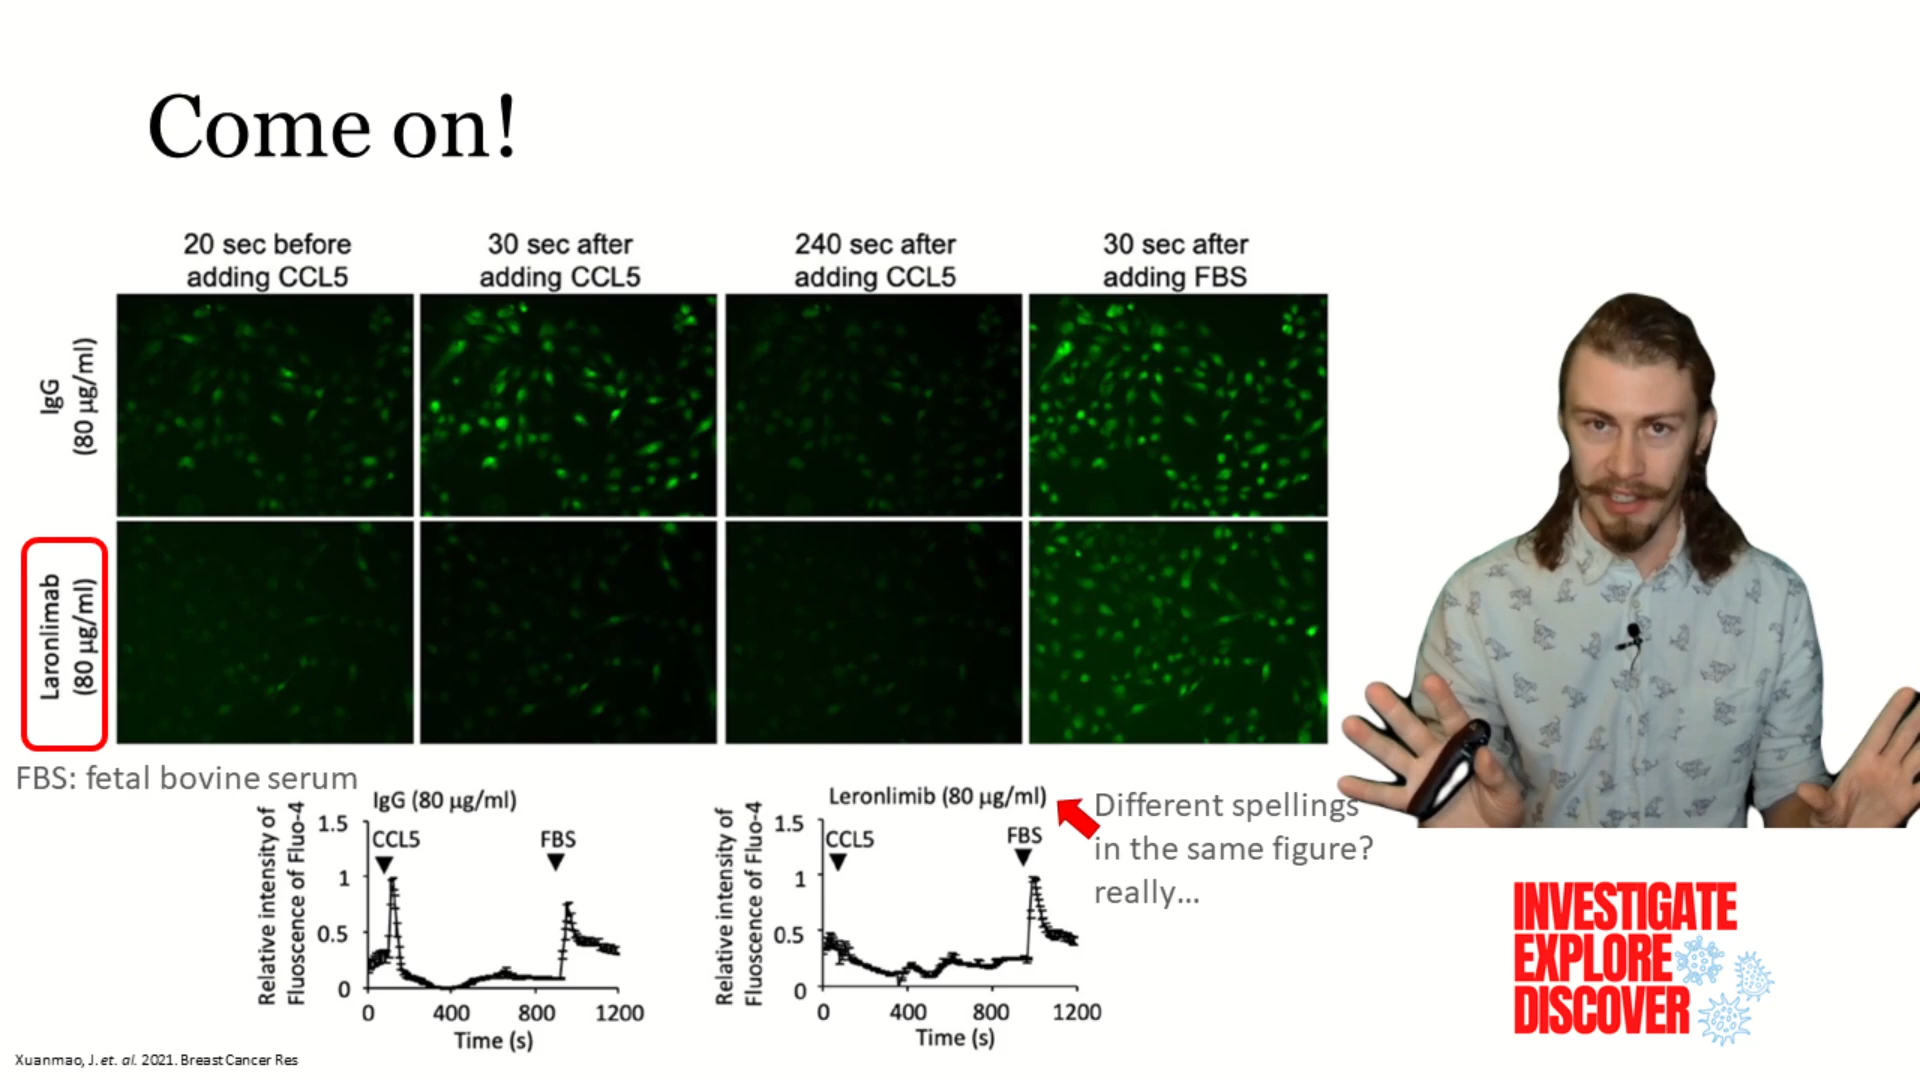 Come on!
20 sec before
adding CCL5
30 sec after
adding CCL5
240 sec after
adding CCL5
30 sec after
adding FBS
IgG
(80 µg/ml)
Laronlimab
(80 µg/ml)
FBS: fetal bovine serum
IgG (80 µg/ml)
Relative intensity of
Fluoscence of Fluo-4
1.5
1
0.5
0
CCL5
FBS
0 400 800 1200
Time (s)
Leronlimib (80 µg/ml)
Relative intensity of
Fluoscence of Fluo-4
1.5
1
0.5
0
CCL5
FBS
0 400 800 1200
Time (s)
Different spellings
in the same figure?
really...
INVESTIGATE
EXPLORE
DISCOVER
Xuanmao, J. et. al. 2021. Breast Cancer Res